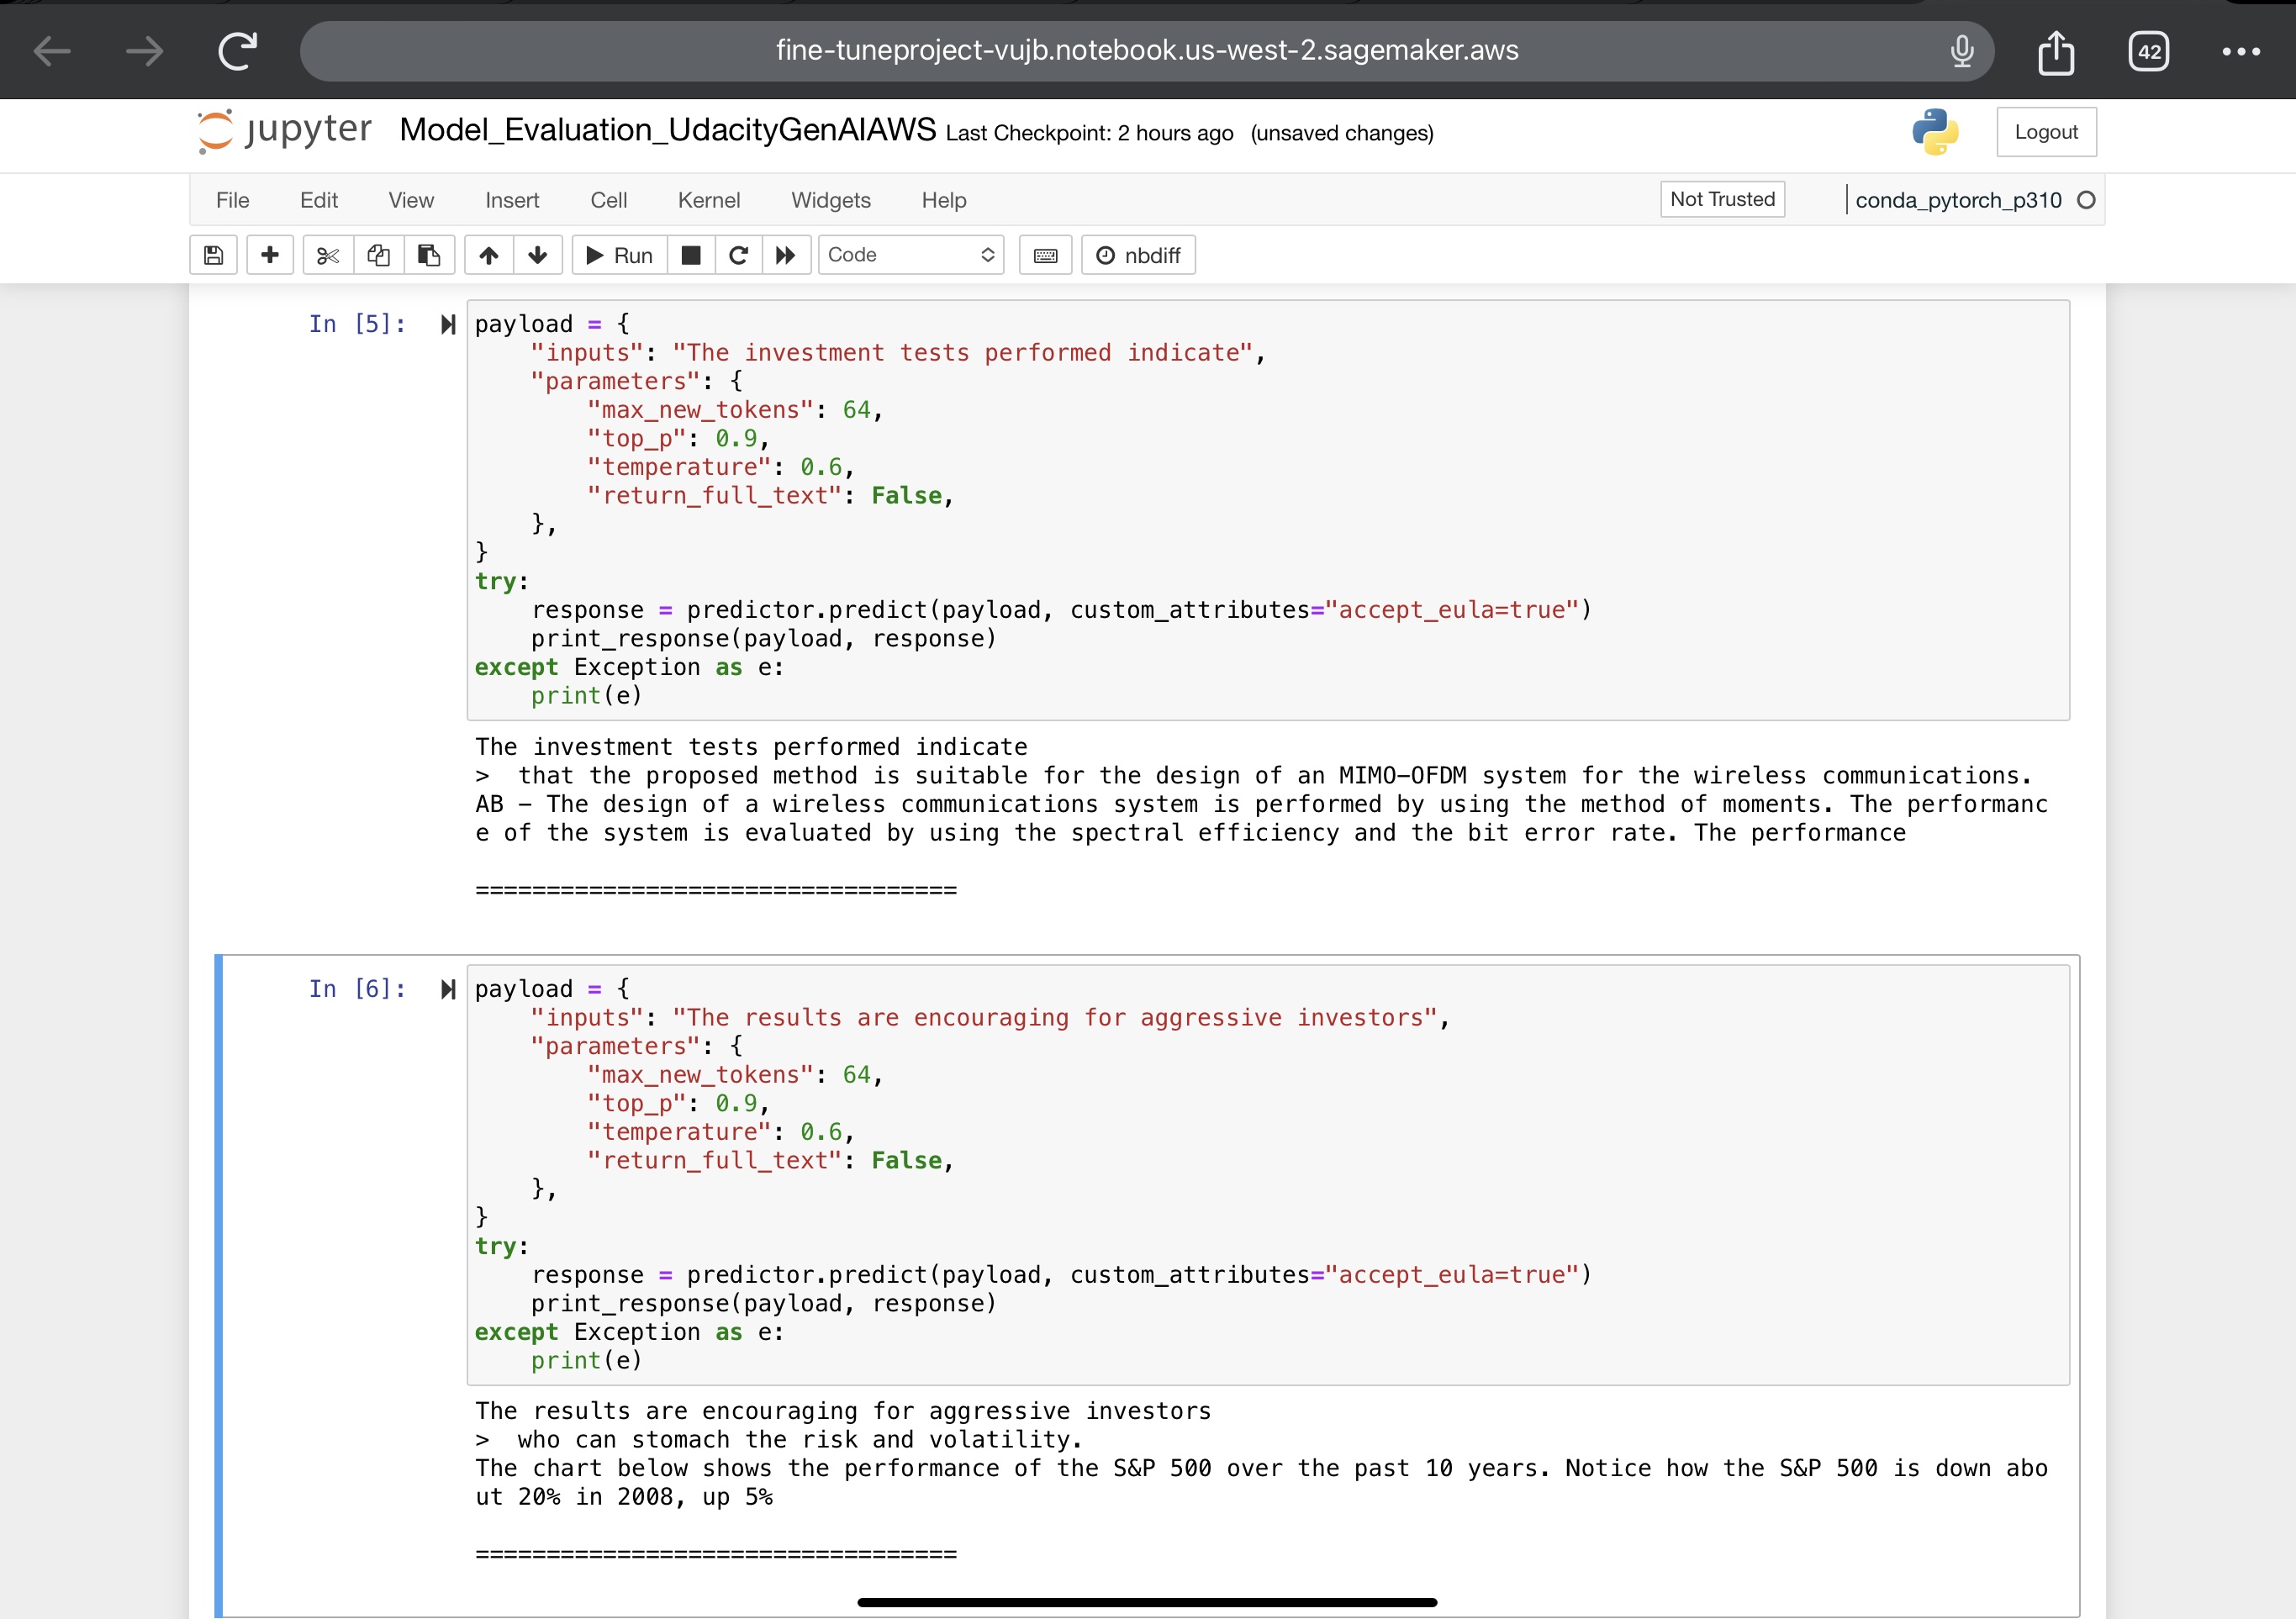 fine-tuneproject-vujb.notebook.us-west-2.sagemaker.aws
42
jupyter Model_Evaluation_UdacityGenAIAWS Last Checkpoint: 2 hours ago (unsaved changes)
Logout
File Edit View Insert Cell Kernel Widgets Help
Not Trusted
conda_pytorch_p310
Run
Code
nbdiff
In [5]:
payload = {
    "inputs": "The investment tests performed indicate",
    "parameters": {
        "max_new_tokens": 64,
        "top_p": 0.9,
        "temperature": 0.6,
        "return_full_text": False,
    },
}
try:
    response = predictor.predict(payload, custom_attributes="accept_eula=true")
    print_response(payload, response)
except Exception as e:
    print(e)
The investment tests performed indicate
>  that the proposed method is suitable for the design of an MIMO-OFDM system for the wireless communications.
AB - The design of a wireless communications system is performed by using the method of moments. The performanc
e of the system is evaluated by using the spectral efficiency and the bit error rate. The performance
==================================
In [6]:
payload = {
    "inputs": "The results are encouraging for aggressive investors",
    "parameters": {
        "max_new_tokens": 64,
        "top_p": 0.9,
        "temperature": 0.6,
        "return_full_text": False,
    },
}
try:
    response = predictor.predict(payload, custom_attributes="accept_eula=true")
    print_response(payload, response)
except Exception as e:
    print(e)
The results are encouraging for aggressive investors
>  who can stomach the risk and volatility.
The chart below shows the performance of the S&P 500 over the past 10 years. Notice how the S&P 500 is down abo
ut 20% in 2008, up 5%
==================================